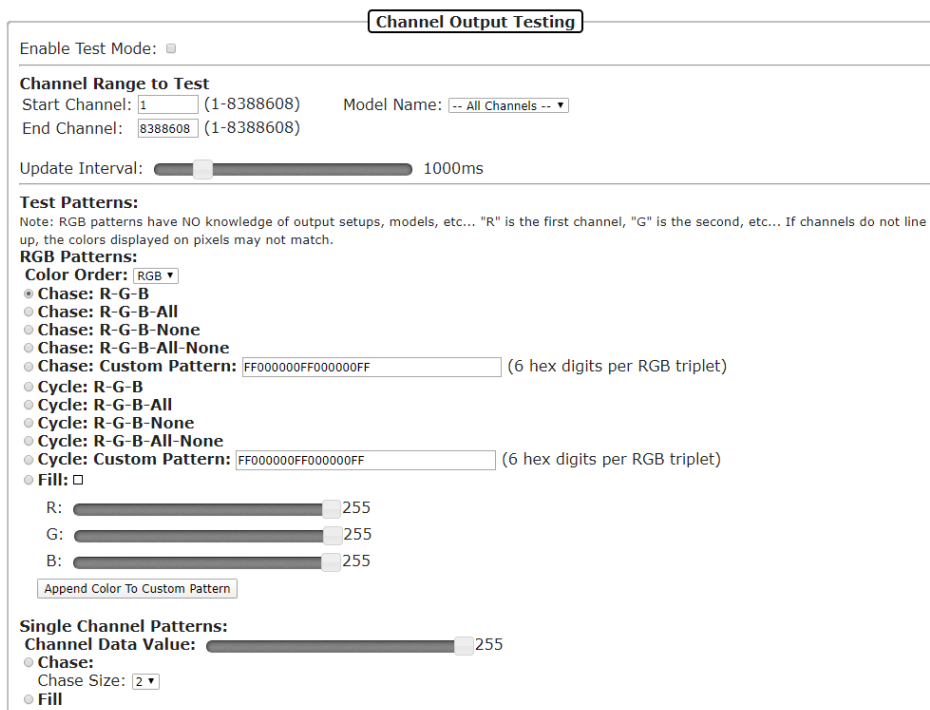 Channel Output Testing
Enable Test Mode:
Channel Range to Test
Start Channel: 1 (1-8388608) Model Name: -- All Channels --
End Channel: 8388608 (1-8388608)
Update Interval: 1000ms
Test Patterns:
Note: RGB patterns have NO knowledge of output setups, models, etc... "R" is the first channel, "G" is the second, etc... If channels do not line
up, the colors displayed on pixels may not match.
RGB Patterns:
Color Order: RGB
Chase: R-G-B
Chase: R-G-B-All
Chase: R-G-B-None
Chase: R-G-B-All-None
Chase: Custom Pattern: FF000000FF000000FF (6 hex digits per RGB triplet)
Cycle: R-G-B
Cycle: R-G-B-All
Cycle: R-G-B-None
Cycle: R-G-B-All-None
Cycle: Custom Pattern: FF000000FF000000FF (6 hex digits per RGB triplet)
Fill:
R: 255
G: 255
B: 255
Append Color To Custom Pattern
Single Channel Patterns:
Channel Data Value: 255
Chase:
Chase Size: 2
Fill